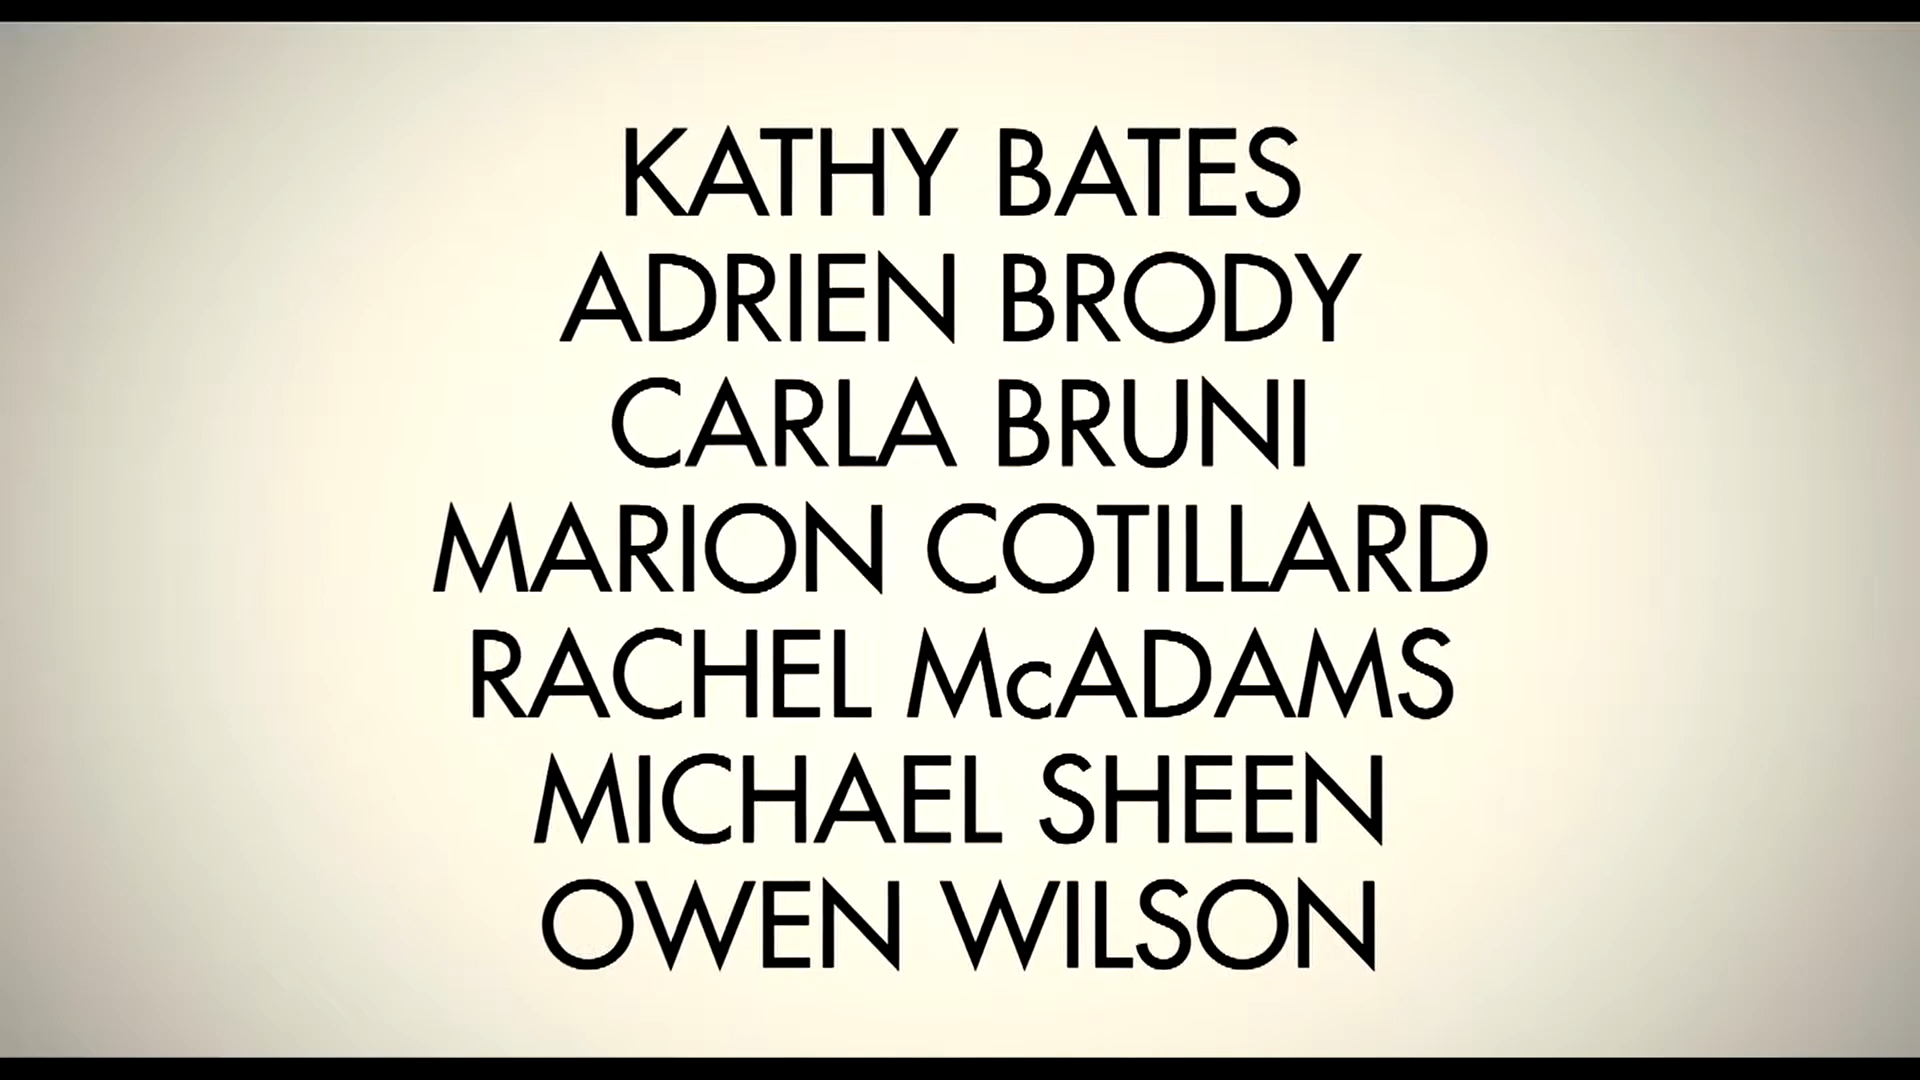 KATHY BATES
ADRIEN BRODY
CARLA BRUNI
MARION COTILLARD
RACHEL McADAMS
MICHAEL SHEEN
OWEN WILSON